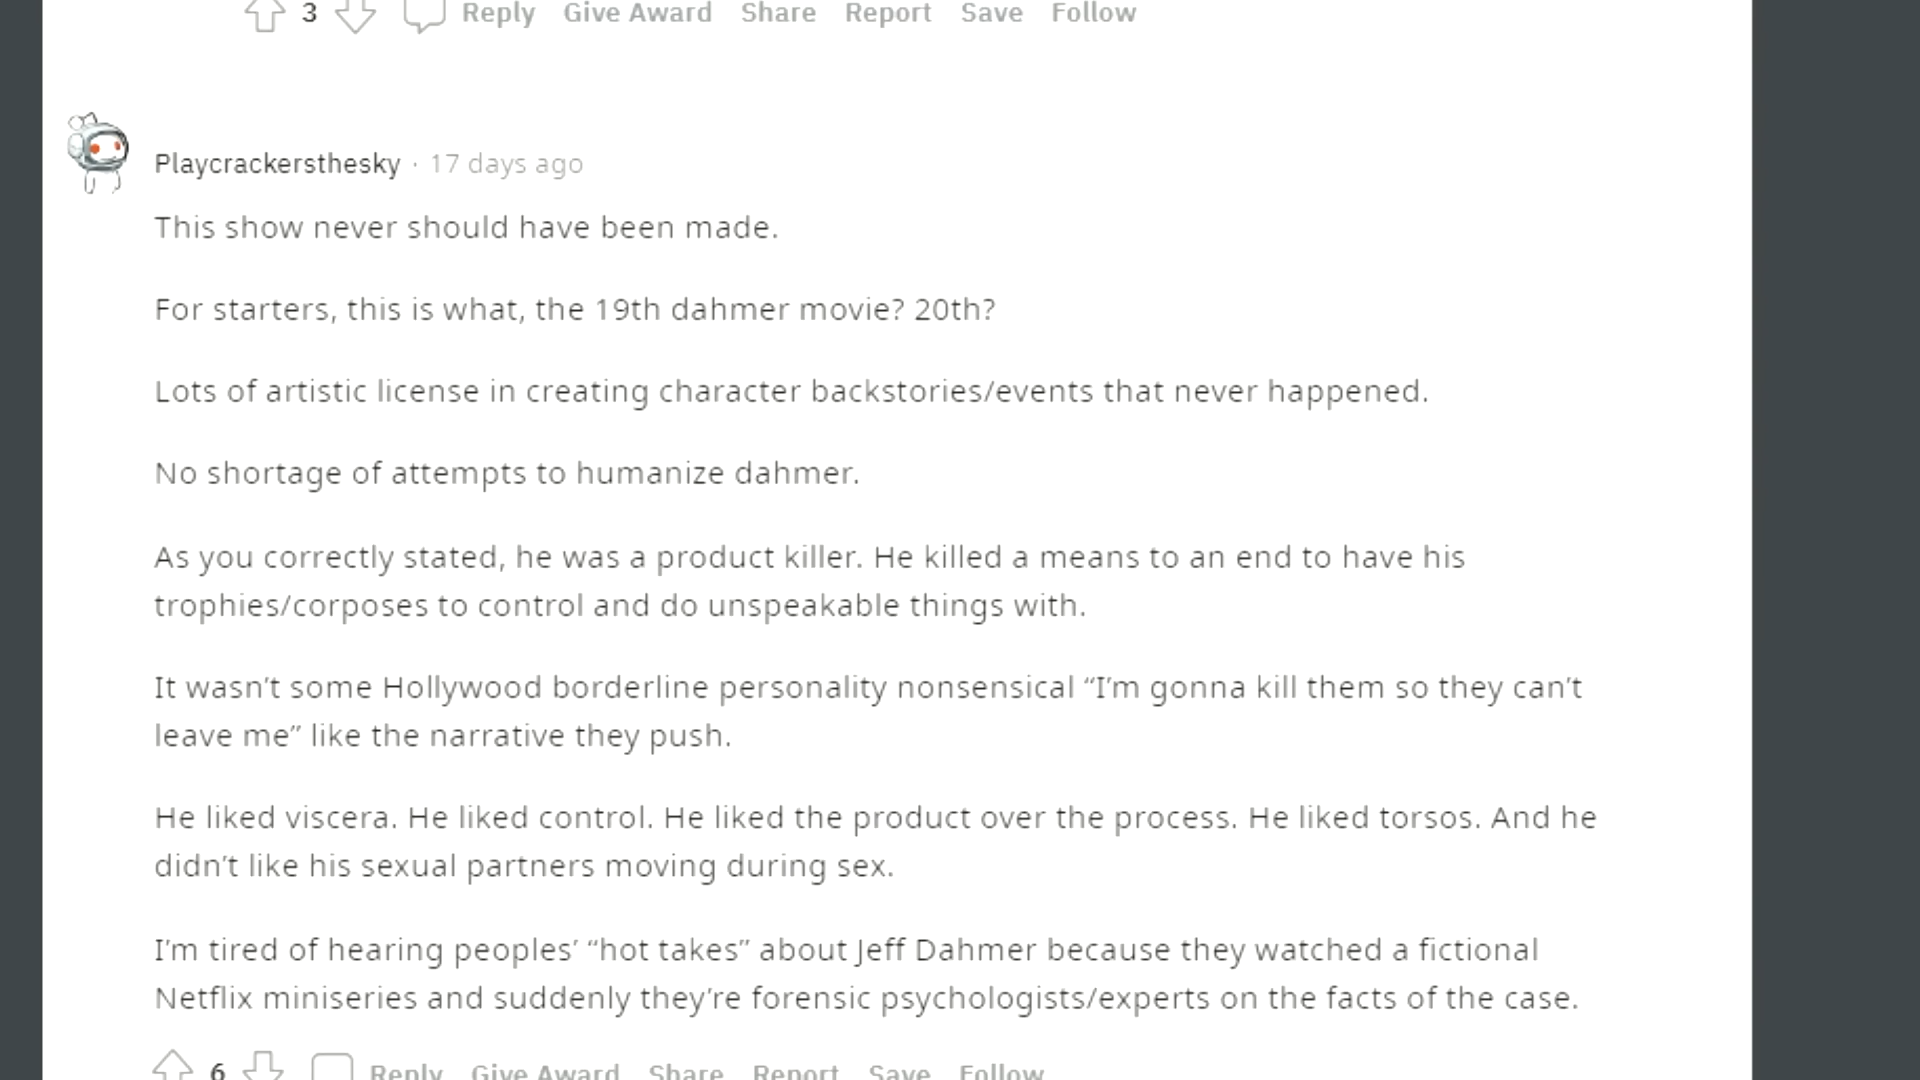 3 Reply Give Award Share Report Save Follow
Playcrackersthesky · 17 days ago
This show never should have been made.
For starters, this is what, the 19th dahmer movie? 20th?
Lots of artistic license in creating character backstories/events that never happened.
No shortage of attempts to humanize dahmer.
As you correctly stated, he was a product killer. He killed a means to an end to have his
trophies/corposes to control and do unspeakable things with.
It wasn’t some Hollywood borderline personality nonsensical “I’m gonna kill them so they can’t
leave me” like the narrative they push.
He liked viscera. He liked control. He liked the product over the process. He liked torsos. And he
didn’t like his sexual partners moving during sex.
I’m tired of hearing peoples’ “hot takes” about Jeff Dahmer because they watched a fictional
Netflix miniseries and suddenly they’re forensic psychologists/experts on the facts of the case.
6 Reply Give Award Share Report Save Follow